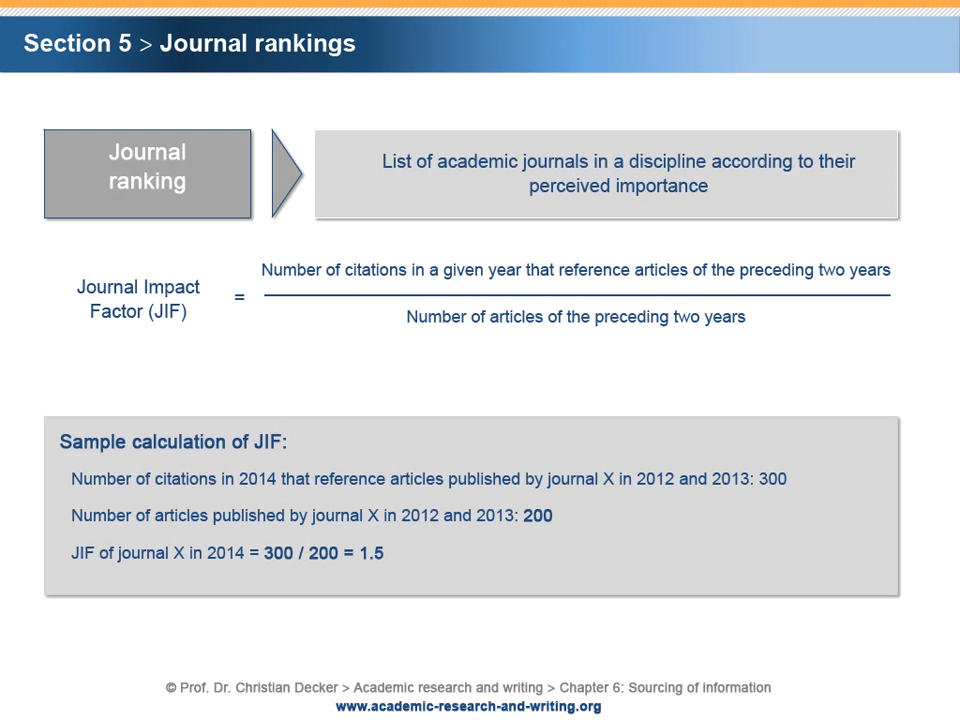 Section 5 > Journal rankings
Journal
ranking
List of academic journals in a discipline according to their
perceived importance
Journal Impact
Factor (JIF)
=
Number of citations in a given year that reference articles of the preceding two years
Number of articles of the preceding two years
Sample calculation of JIF:
Number of citations in 2014 that reference articles published by journal X in 2012 and 2013: 300
Number of articles published by journal X in 2012 and 2013: 200
JIF of journal X in 2014 = 300 / 200 = 1.5
© Prof. Dr. Christian Decker > Academic research and writing > Chapter 6: Sourcing of information
www.academic-research-and-writing.org